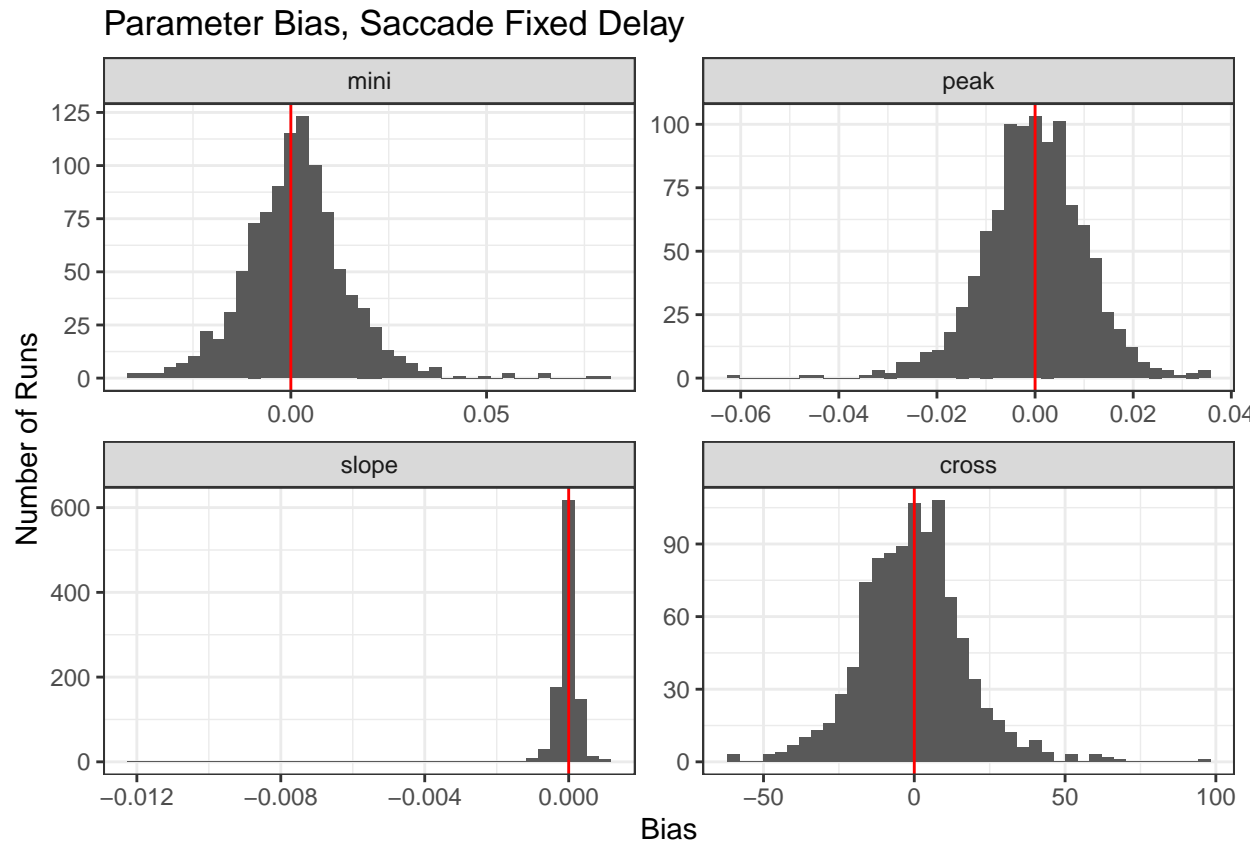 Parameter Bias, Saccade Fixed Delay
mini
peak
125
100
75
50
25
0
0.00 0.05
100
75
50
25
0
−0.06 −0.04 −0.02 0.00 0.02 0.04
slope
cross
600
400
200
0
−0.012 −0.008 −0.004 0.000
90
60
30
0
−50 0 50 100
Number of Runs
Bias